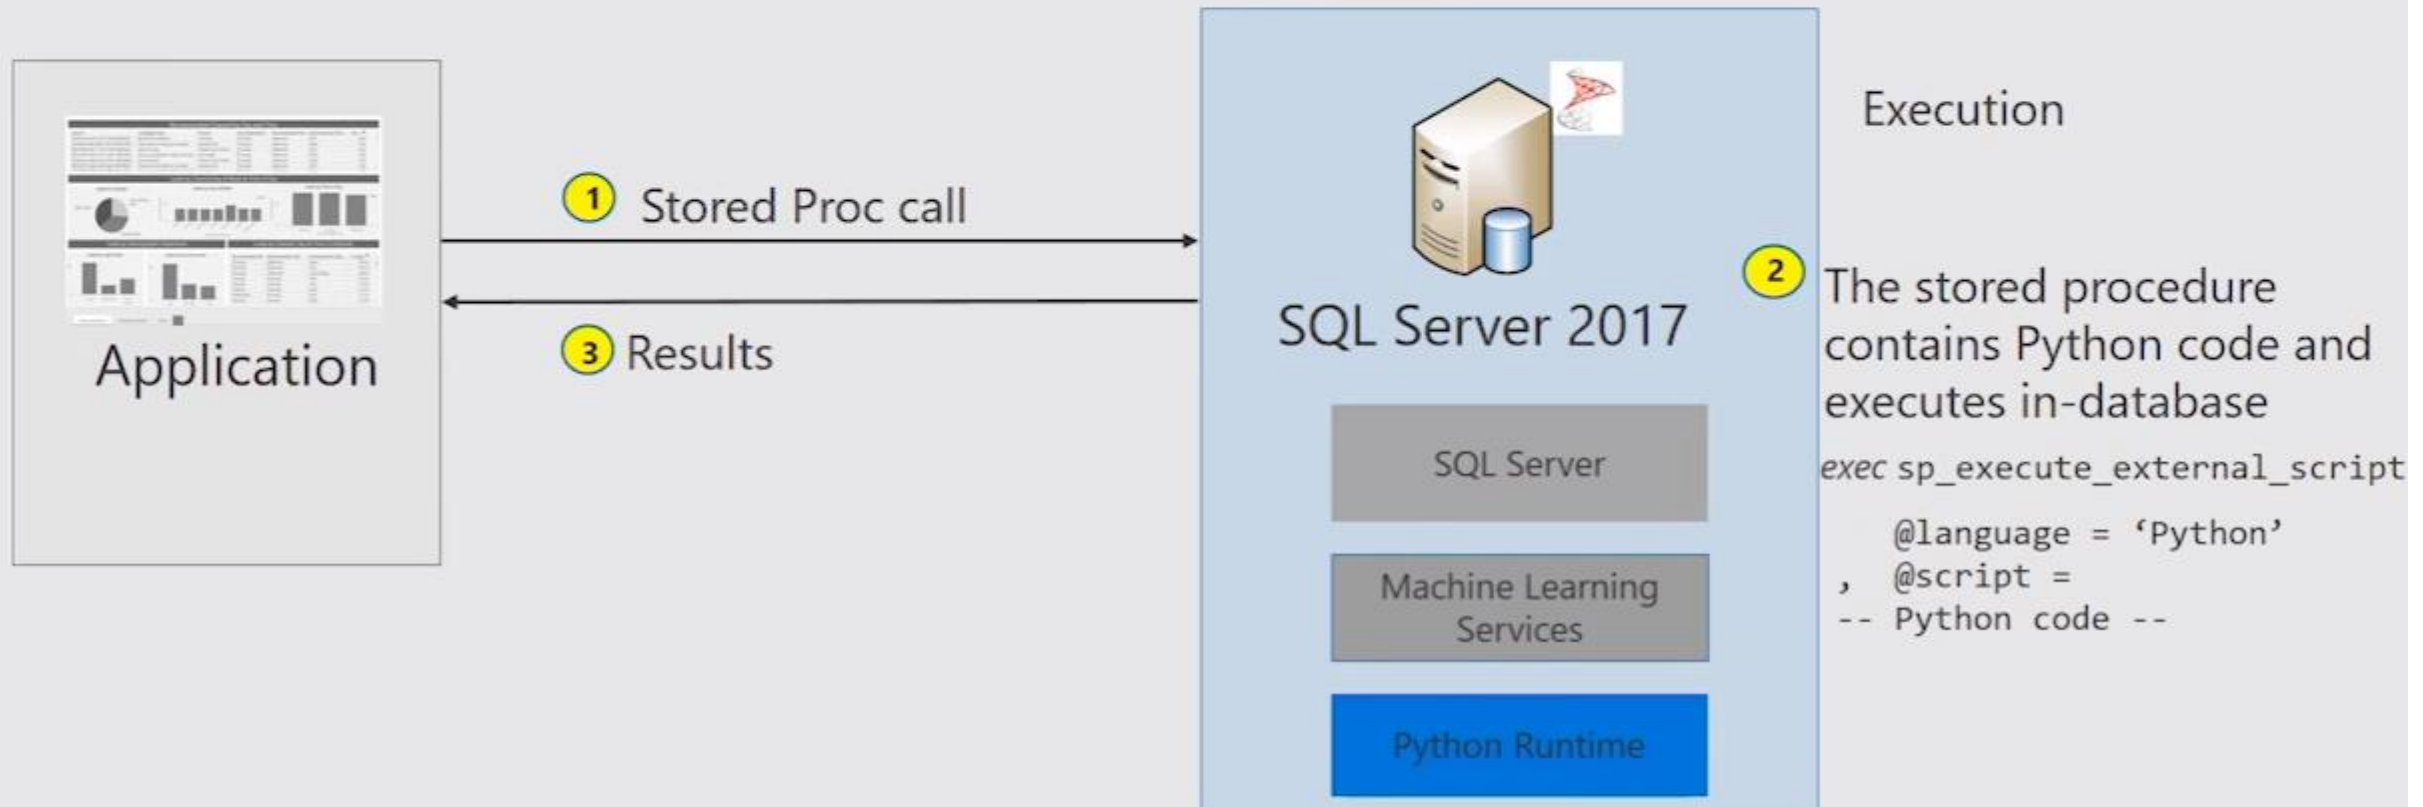 Application
1 Stored Proc call
3 Results
SQL Server 2017
SQL Server
Machine Learning
Services
Python Runtime
Execution
2 The stored procedure
contains Python code and
executes in-database
exec sp_execute_external_script
@language = ‘Python’
, @script =
-- Python code --